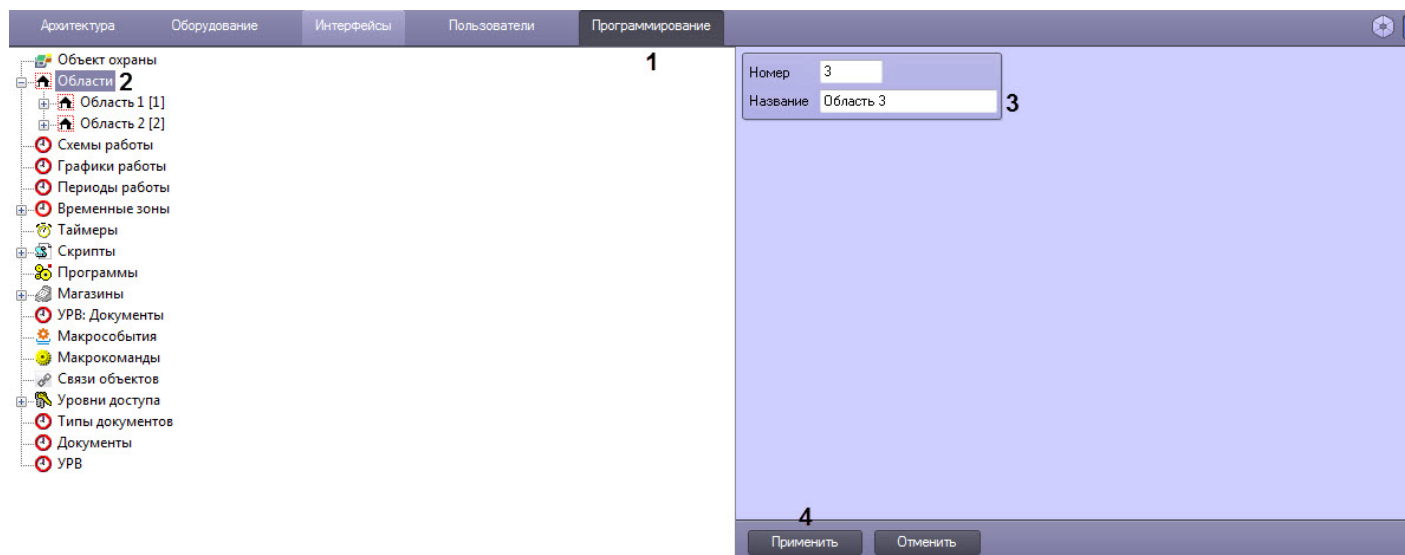 Архитектура Оборудование Интерфейсы Пользователи Программирование
1
Объект охраны
Области 2
Область 1 [1]
Область 2 [2]
Схемы работы
Графики работы
Периоды работы
Временные зоны
Таймеры
Скрипты
Программы
Магазины
УРВ: Документы
Макрособытия
Макрокоманды
Связи объектов
Уровни доступа
Типы документов
Документы
УРВ
Номер 3
Название Область 3 3
4
Применить Отменить